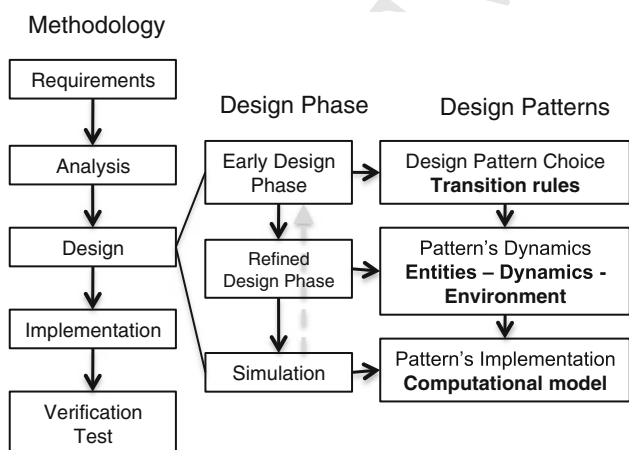 Methodology
Requirements
Analysis
Design
Implementation
Verification
Test
Design Phase
Early Design
Phase
Refined
Design Phase
Simulation
Design Patterns
Design Pattern Choice
Transition rules
Pattern's Dynamics
Entities – Dynamics -
Environment
Pattern's Implementation
Computational model